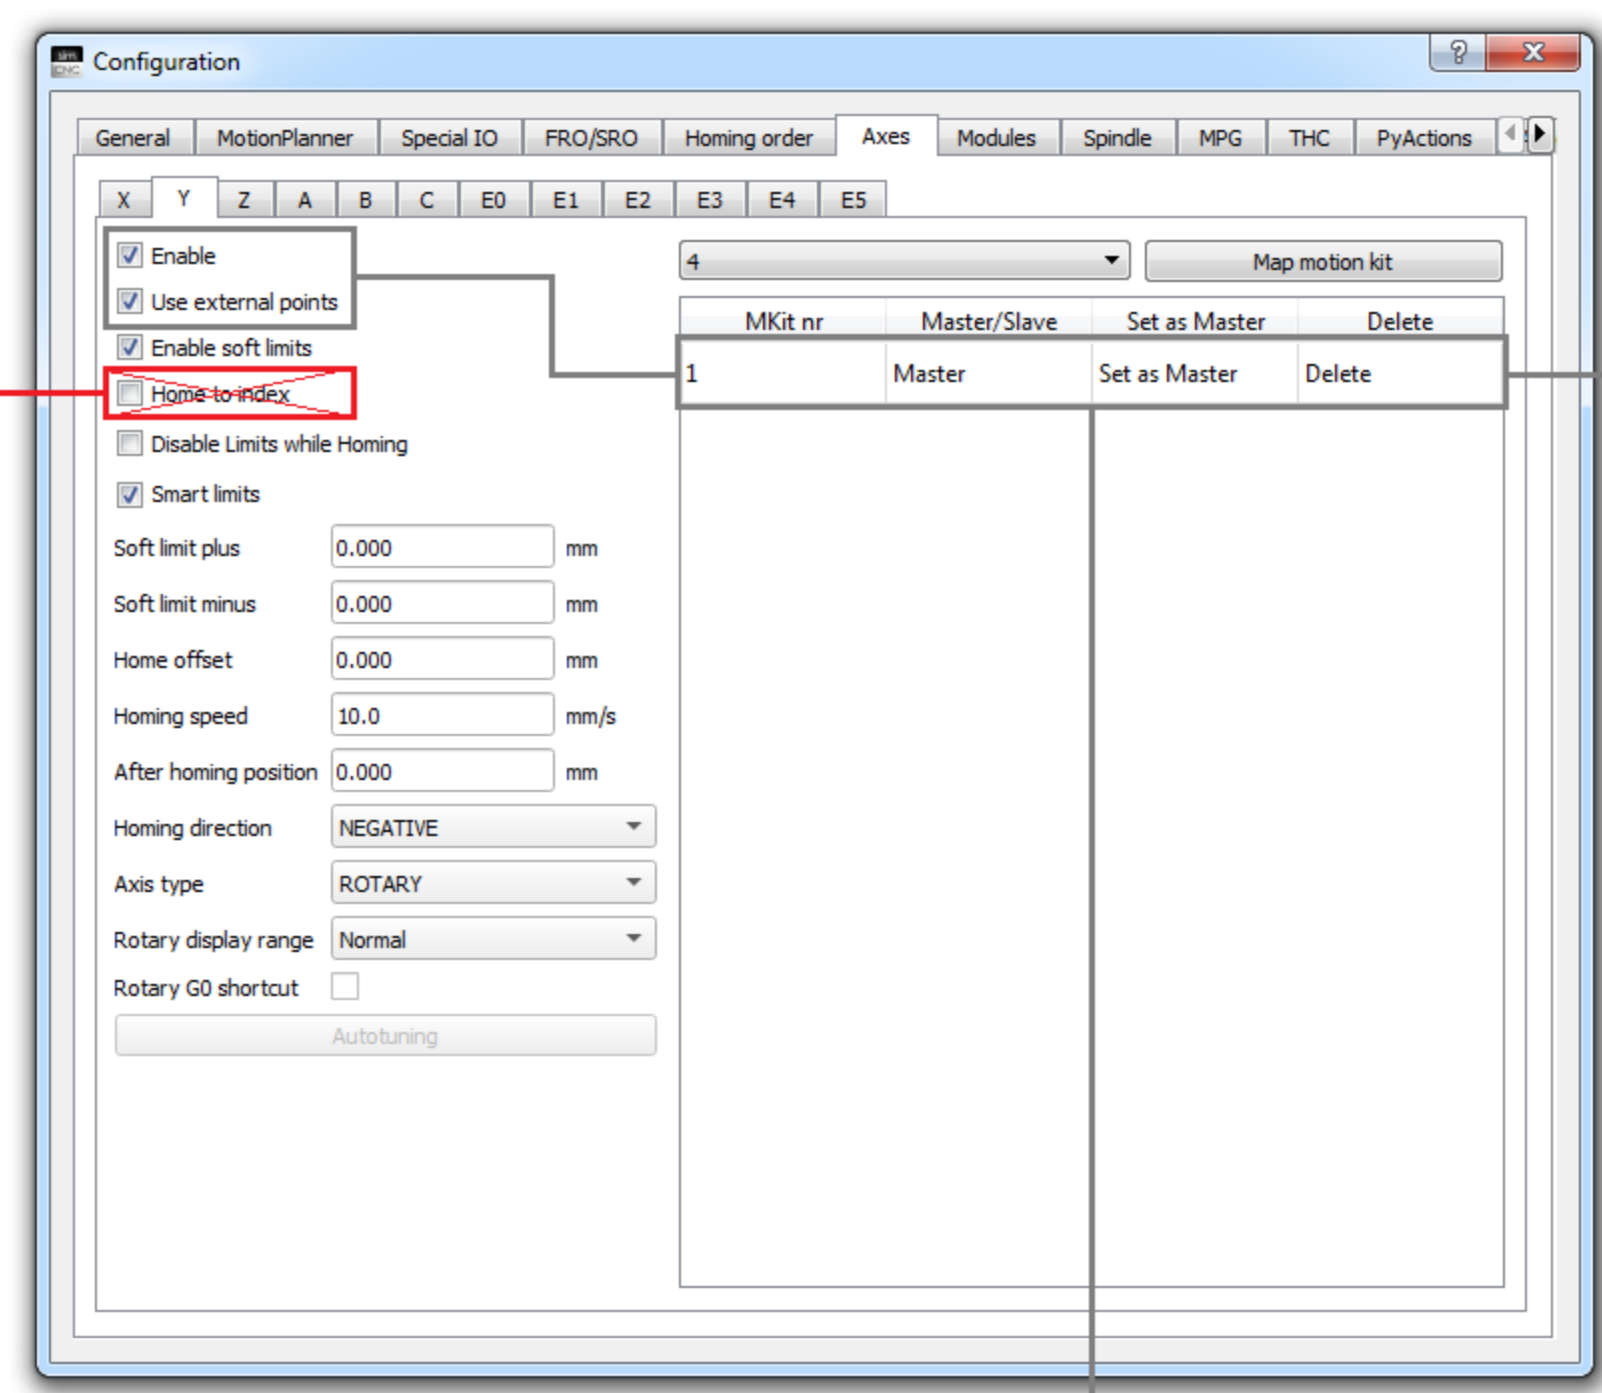 sim CNC Configuration
General MotionPlanner Special IO FRO/SRO Homing order Axes Modules Spindle MPG THC PyActions
X Y Z A B C E0 E1 E2 E3 E4 E5
Enable
4 Map motion kit
Use external points
MKit nr Master/Slave Set as Master Delete
Enable soft limits
1 Master Set as Master Delete
Home to index
Disable Limits while Homing
Smart limits
Soft limit plus 0.000 mm
Soft limit minus 0.000 mm
Home offset 0.000 mm
Homing speed 10.0 mm/s
After homing position 0.000 mm
Homing direction NEGATIVE
Axis type ROTARY
Rotary display range Normal
Rotary G0 shortcut
Autotuning